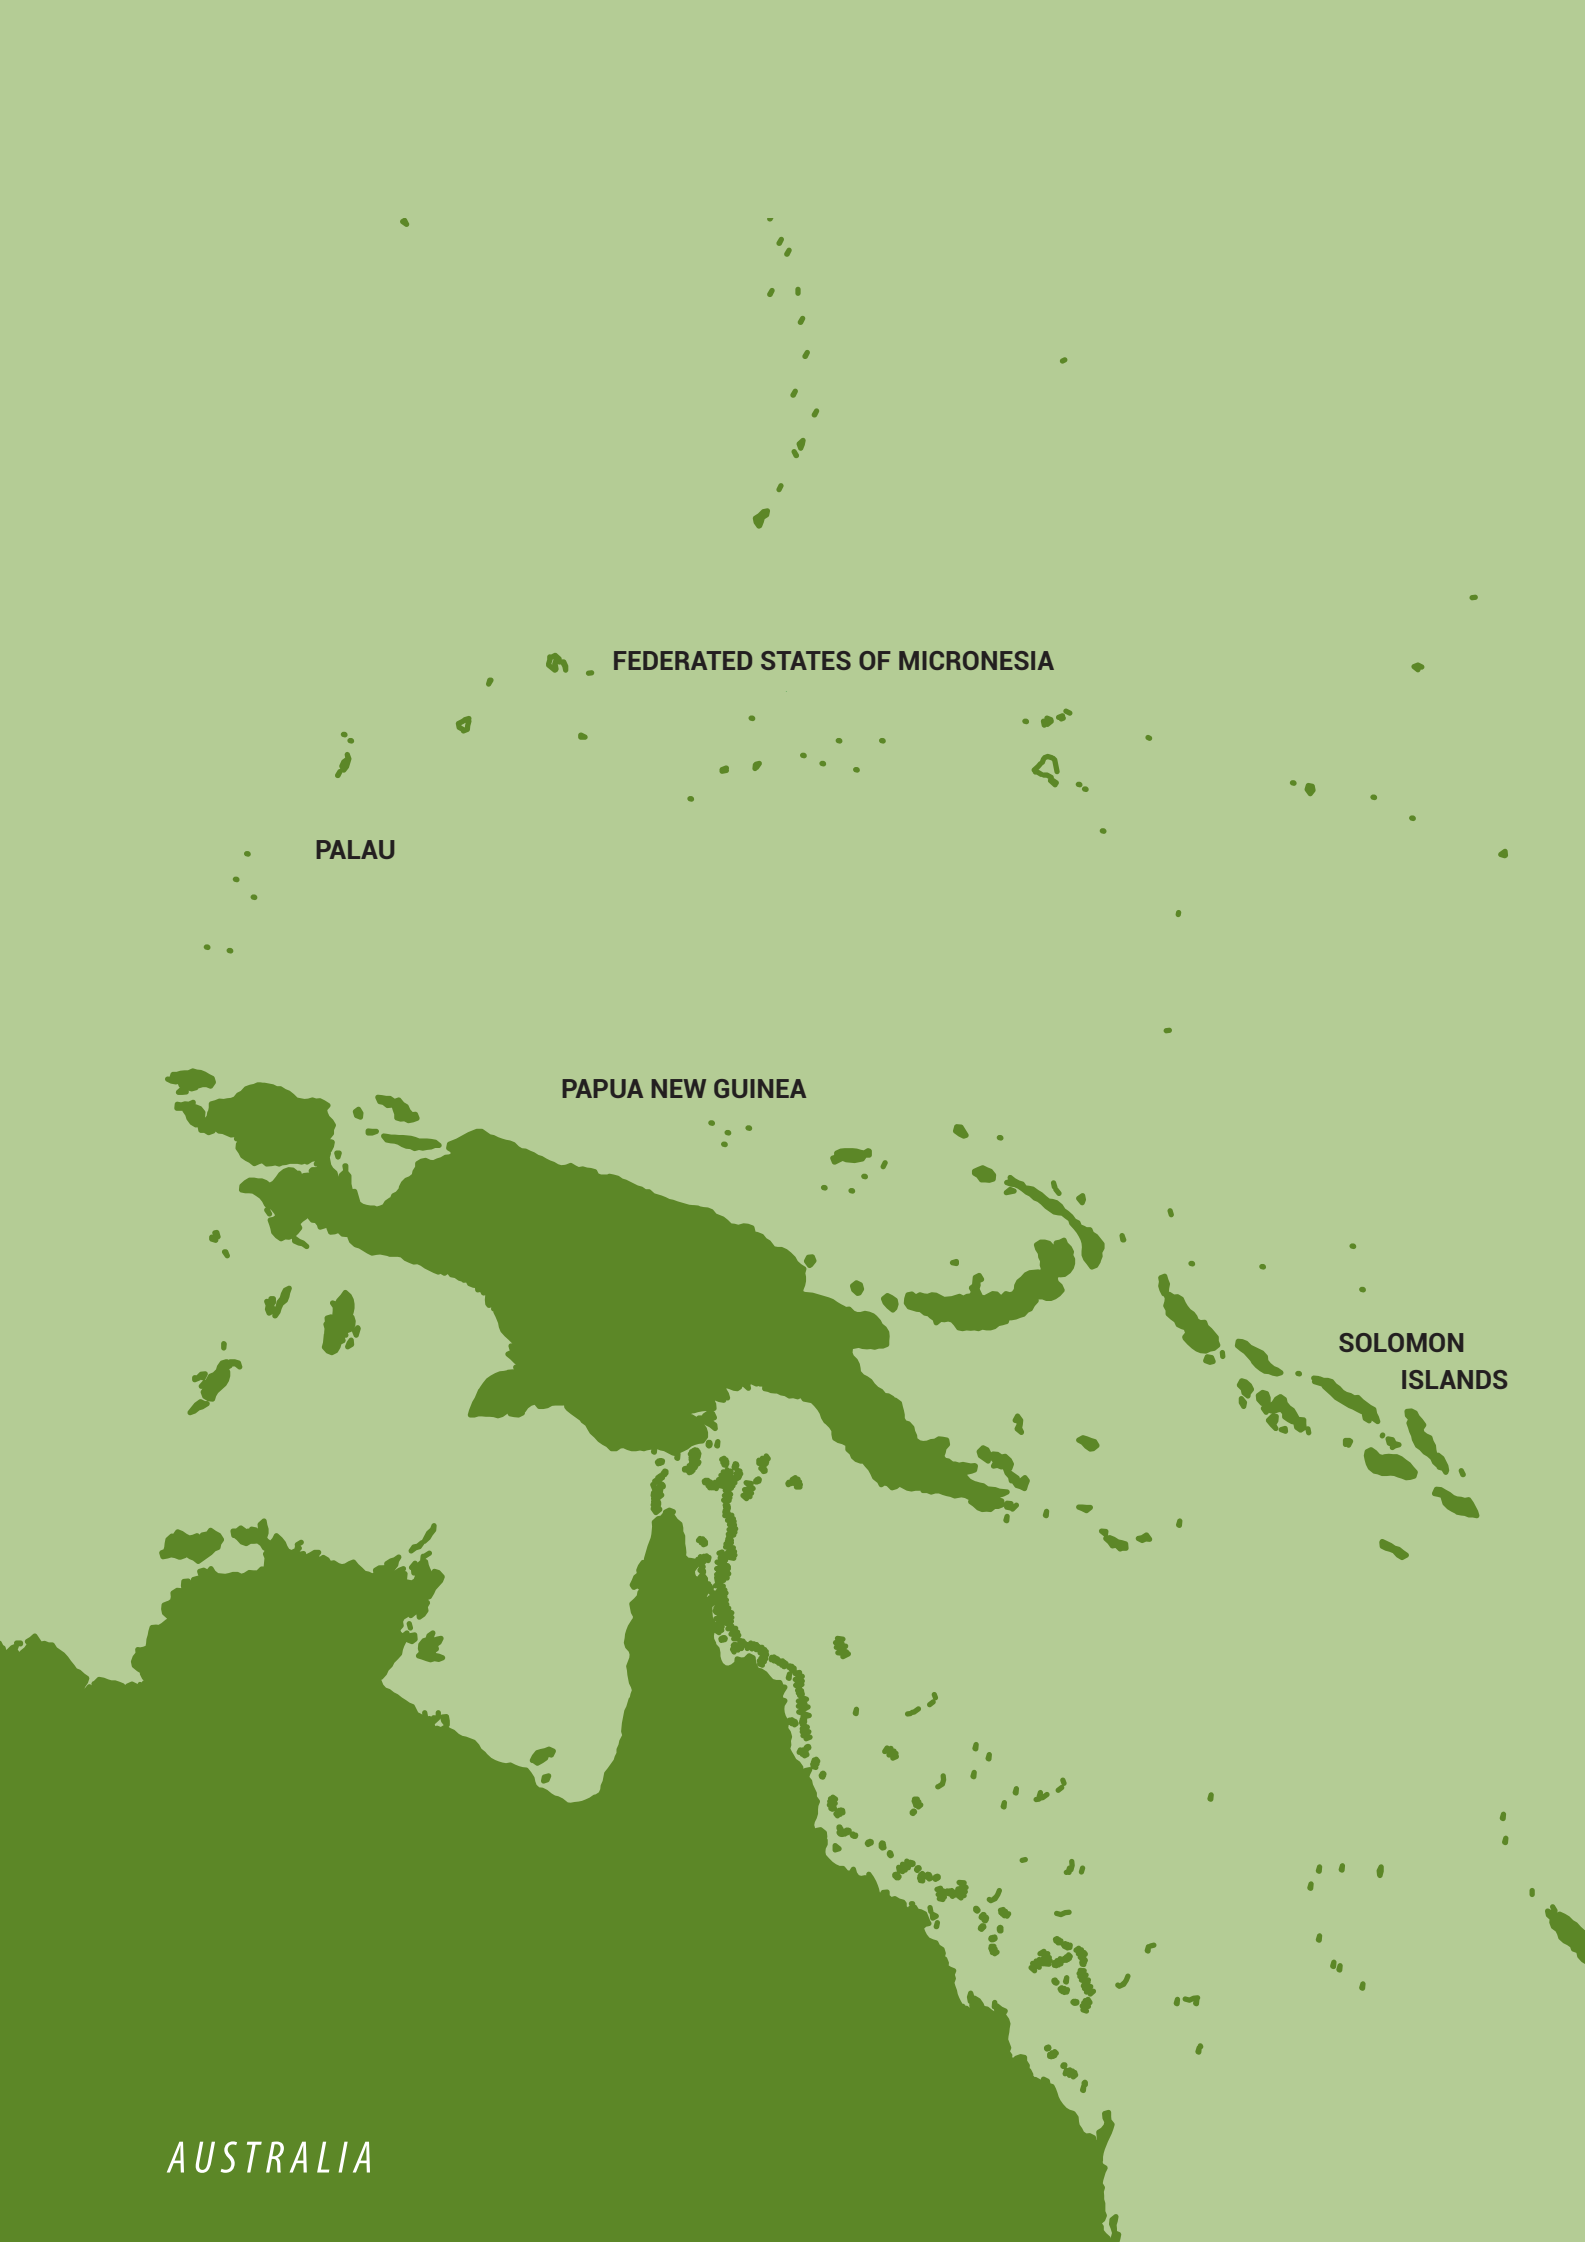 FEDERATED STATES OF MICRONESIA
PALAU
PAPUA NEW GUINEA
SOLOMON
ISLANDS
AUSTRALIA